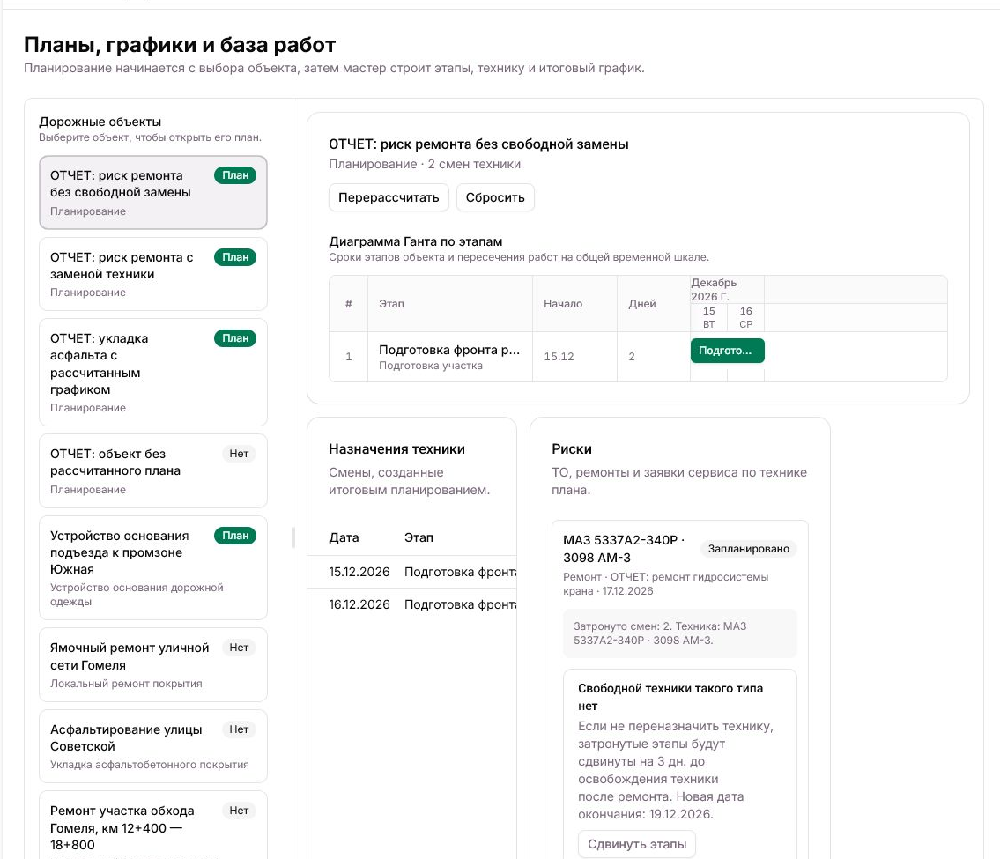 Планы, графики и база работ
Планирование начинается с выбора объекта, затем мастер строит этапы, технику и итоговый график.
Дорожные объекты
Выберите объект, чтобы открыть его план.
ОТЧЕТ: риск ремонта
без свободной замены
План
Планирование
ОТЧЕТ: риск ремонта с
заменой техники
План
Планирование
ОТЧЕТ: укладка
асфальта с
рассчитанным
графиком
План
Планирование
ОТЧЕТ: объект без
рассчитанного плана
Нет
Планирование
Устройство основания
подъезда к промзоне
Южная
План
Устройство основания дорожной
одежды
Ямочный ремонт уличной
сети Гомеля
Нет
Локальный ремонт покрытия
Асфальтирование улицы
Советской
Нет
Укладка асфальтобетонного покрытия
Ремонт участка обхода
Гомеля, км 12+400 —
18+800
Нет
ОТЧЕТ: риск ремонта без свободной замены
Планирование · 2 смен техники
Перерассчитать
Сбросить
Диаграмма Ганта по этапам
Сроки этапов объекта и пересечения работ на общей временной шкале.
# Этап Начало Дней
Декабрь
2026 Г.
15 16
ВТ СР
1 Подготовка фронта р... 15.12 2 Подгото...
Подготовка участка
Назначения техники
Смены, созданные
итоговым планированием.
Дата Этап
15.12.2026 Подготовка фронта
16.12.2026 Подготовка фронта
Риски
ТО, ремонты и заявки сервиса по технике
плана.
МАЗ 5337А2-340Р ·
3098 АМ-3
Запланировано
Ремонт · ОТЧЕТ: ремонт гидросистемы
крана · 17.12.2026
Затронуто смен: 2. Техника: МАЗ
5337А2-340Р · 3098 АМ-3.
Свободной техники такого типа
нет
Если не переназначить технику,
затронутые этапы будут
сдвинуты на 3 дн. до
освобождения техники
после ремонта. Новая дата
окончания: 19.12.2026.
Сдвинуть этапы